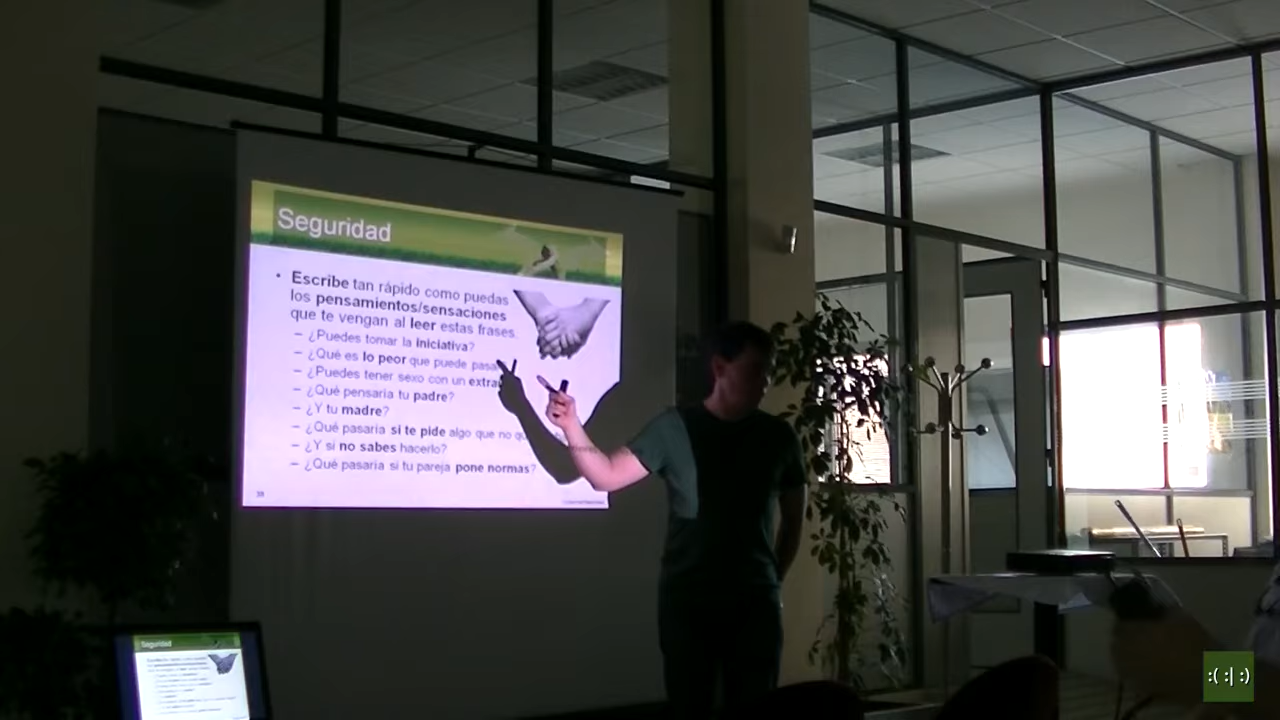 Seguridad
• Escribe tan rápido como puedas
los pensamientos/sensaciones
que te vengan al leer estas frases.
– ¿Puedes tomar la iniciativa?
– ¿Qué es lo peor que puede
– ¿Puedes tener sexo con un
– ¿Qué pensaría tu padre?
– ¿Y tu madre?
– ¿Qué pasaría si te pide algo que no
– ¿Y si no sabes hacerlo?
– ¿Qué pasaría si tu pareja pone normas?
Seguridad
:( :| :)